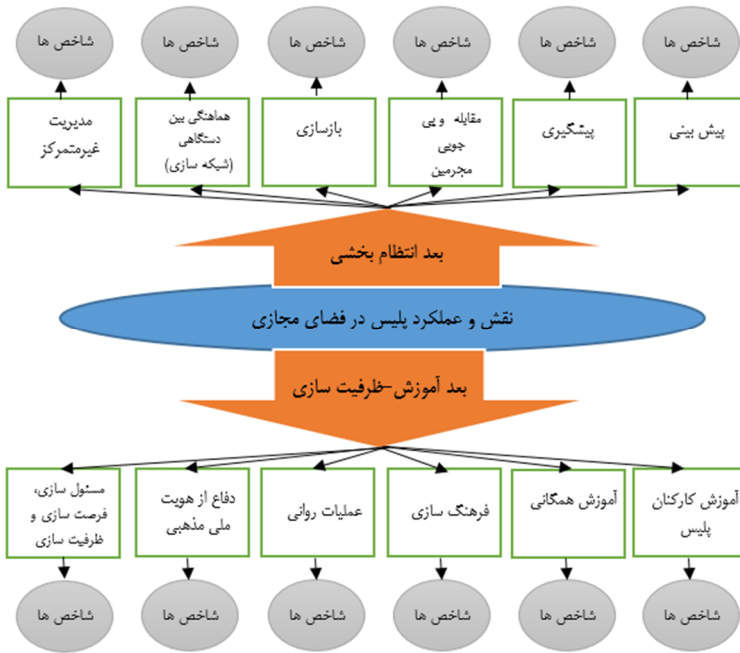 شاخص ها
شاخص ها
شاخص ها
شاخص ها
شاخص ها
شاخص ها
پیش بینی
پیشگیری
مقابله و پی
جویی
مجرمین
بازسازی
هماهنگی بین
دستگاهی
(شبکه سازی)
مدیریت
غیرمتمرکز
بعد انتظام بخشی
نقش و عملکرد پلیس در فضای مجازی
بعد آموزش-ظرفیت سازی
آموزش کارکنان
پلیس
آموزش همگانی
فرهنگ سازی
عملیات روانی
دفاع از هویت
ملی مذهبی
مسئول سازی،
فرصت سازی و
ظرفیت سازی
شاخص ها
شاخص ها
شاخص ها
شاخص ها
شاخص ها
شاخص ها